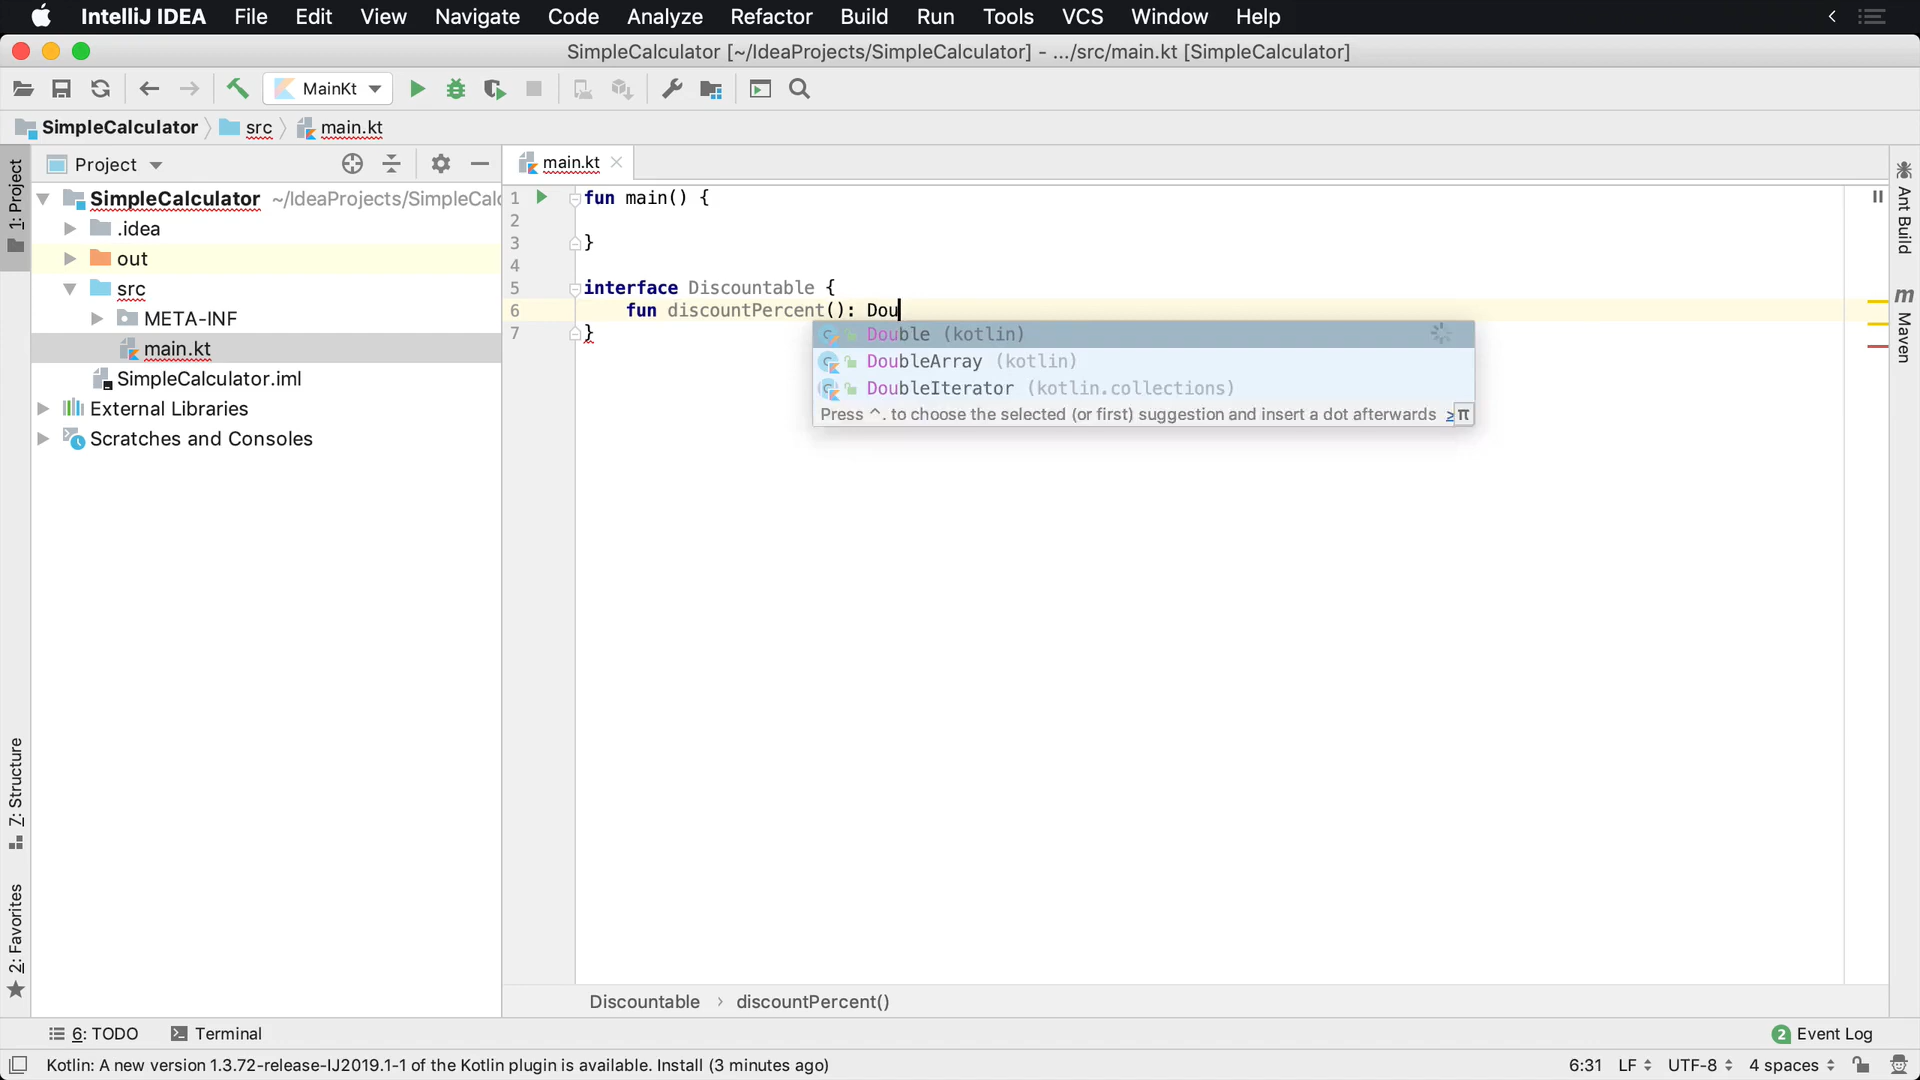 IntelliJ IDEA File Edit View Navigate Code Analyze Refactor Build Run Tools VCS Window Help
SimpleCalculator [~/IdeaProjects/SimpleCalculator] - .../src/main.kt [SimpleCalculator]
MainKt
SimpleCalculator src main.kt
1: Project
Project
SimpleCalculator ~/IdeaProjects/SimpleCalc
.idea
out
src
META-INF
main.kt
SimpleCalculator.iml
External Libraries
Scratches and Consoles
Z: Structure
2: Favorites
main.kt
1 fun main() {
2
3 }
4
5 interface Discountable {
6 fun discountPercent(): Dou
7 }
Double (kotlin)
DoubleArray (kotlin)
DoubleIterator (kotlin.collections)
Press ^. to choose the selected (or first) suggestion and insert a dot afterwards ≥ π
Ant Build
m Maven
Discountable › discountPercent()
6: TODO Terminal
2 Event Log
Kotlin: A new version 1.3.72-release-IJ2019.1-1 of the Kotlin plugin is available. Install (3 minutes ago)
6:31 LF UTF-8 4 spaces